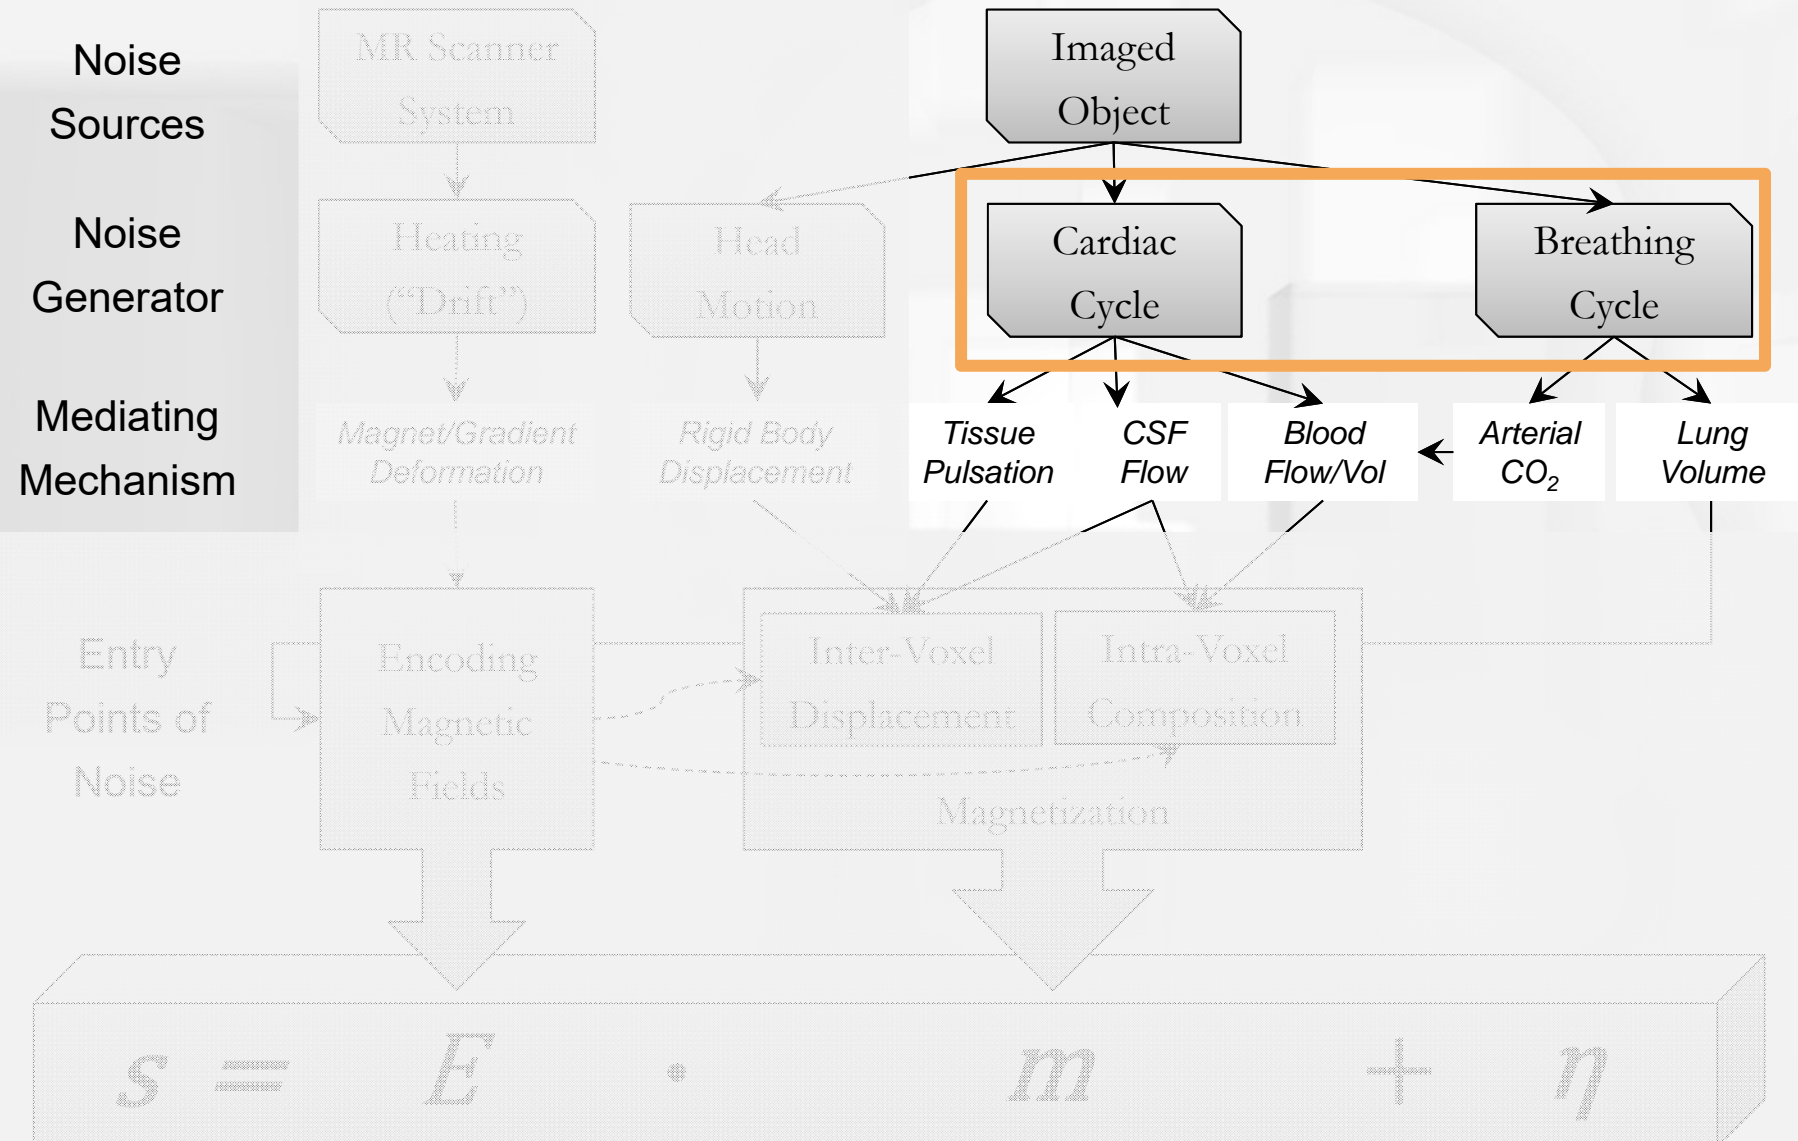 Noise
Sources
MR Scanner
System
Imaged
Object
Noise
Generator
Heating
(“Drift”)
Head
Motion
Cardiac
Cycle
Breathing
Cycle
Mediating
Mechanism
Magnet/Gradient
Deformation
Rigid Body
Displacement
Tissue
Pulsation
CSF
Flow
Blood
Flow/Vol
Arterial
CO₂
Lung
Volume
Entry
Points of
Noise
Encoding
Magnetic
Fields
Inter-Voxel
Displacement
Intra-Voxel
Composition
Magnetization
s = E · m + η